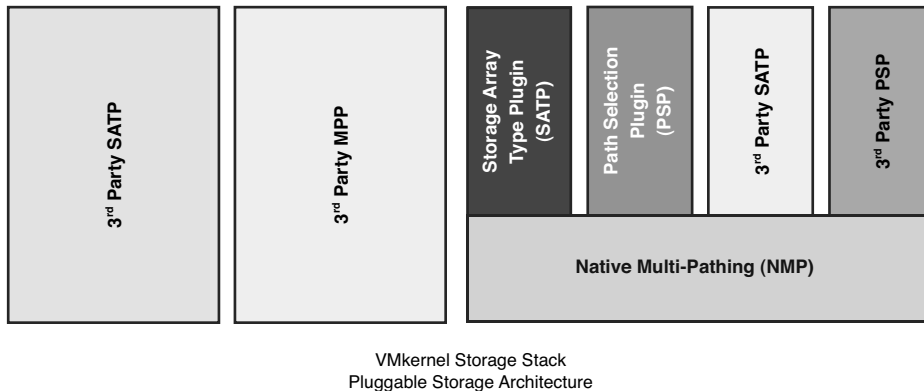 3rd Party SATP
3rd Party MPP
Storage Array
Type Plugin
(SATP)
Path Selection
Plugin
(PSP)
3rd Party SATP
3rd Party PSP
Native Multi-Pathing (NMP)
VMkernel Storage Stack
Pluggable Storage Architecture